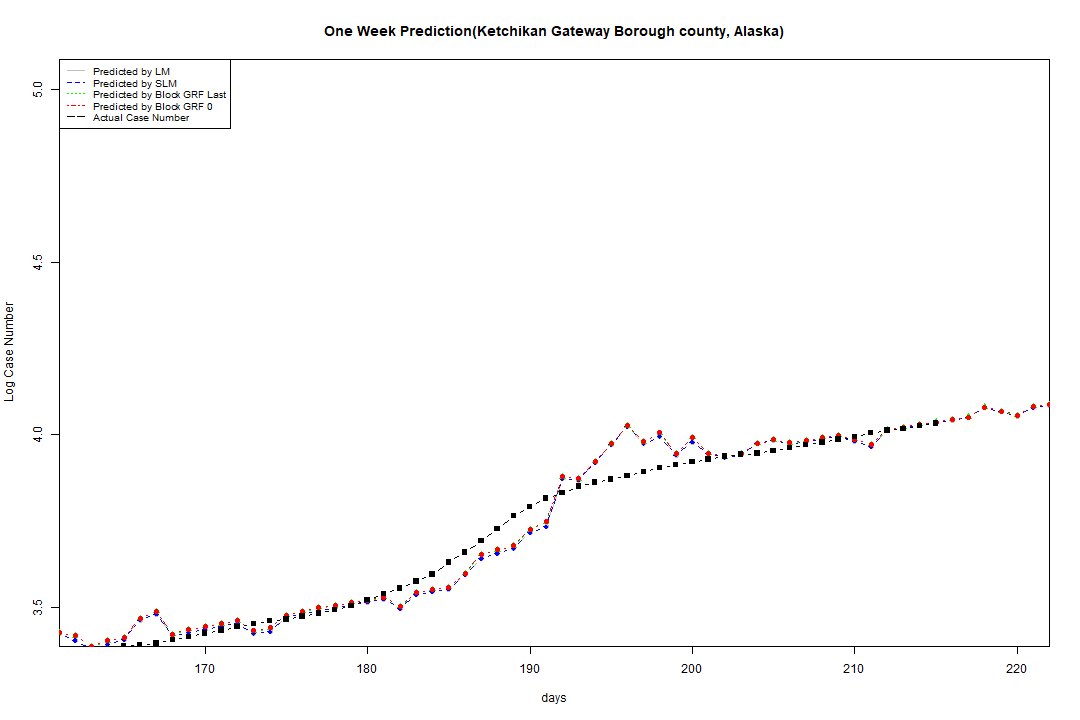 One Week Prediction(Ketchikan Gateway Borough county, Alaska)
Predicted by LM
Predicted by SLM
Predicted by Block GRF Last
Predicted by Block GRF 0
Actual Case Number
5.0
4.5
4.0
3.5
Log Case Number
170 180 190 200 210 220
days